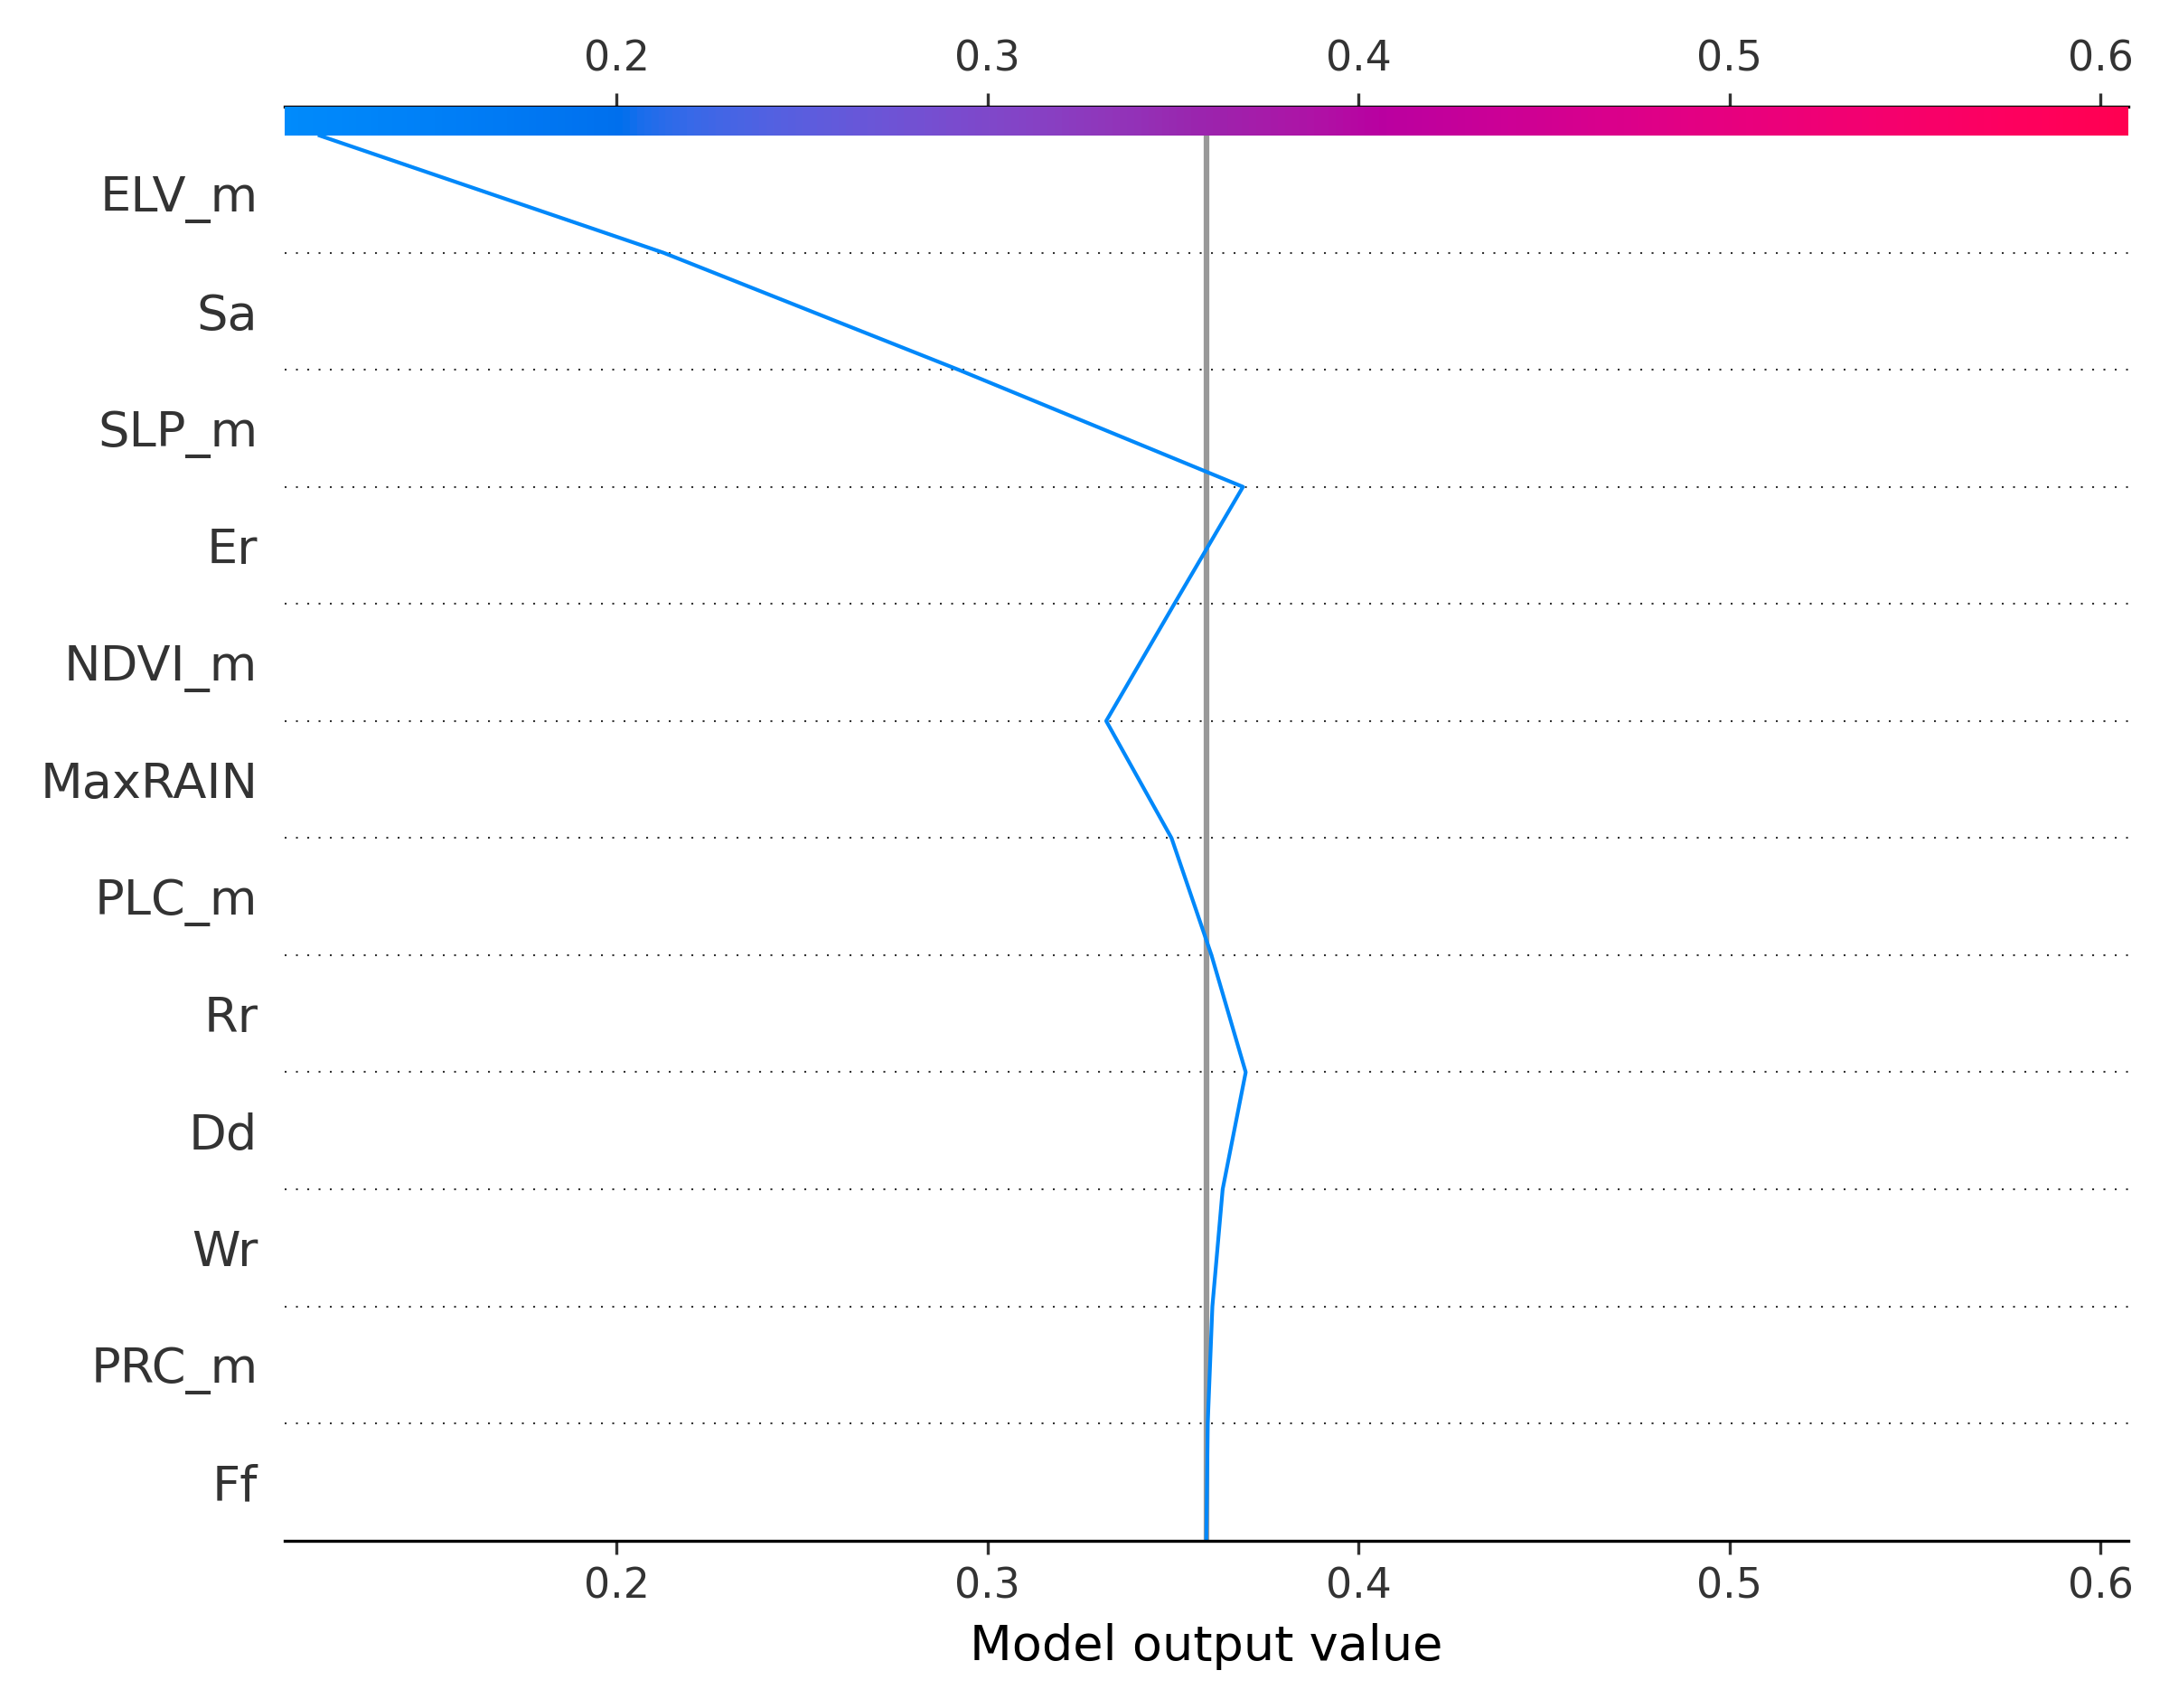 0.2 0.3 0.4 0.5 0.6
ELV_m
Sa
SLP_m
Er
NDVI_m
MaxRAIN
PLC_m
Rr
Dd
Wr
PRC_m
Ff
0.2 0.3 0.4 0.5 0.6
Model output value